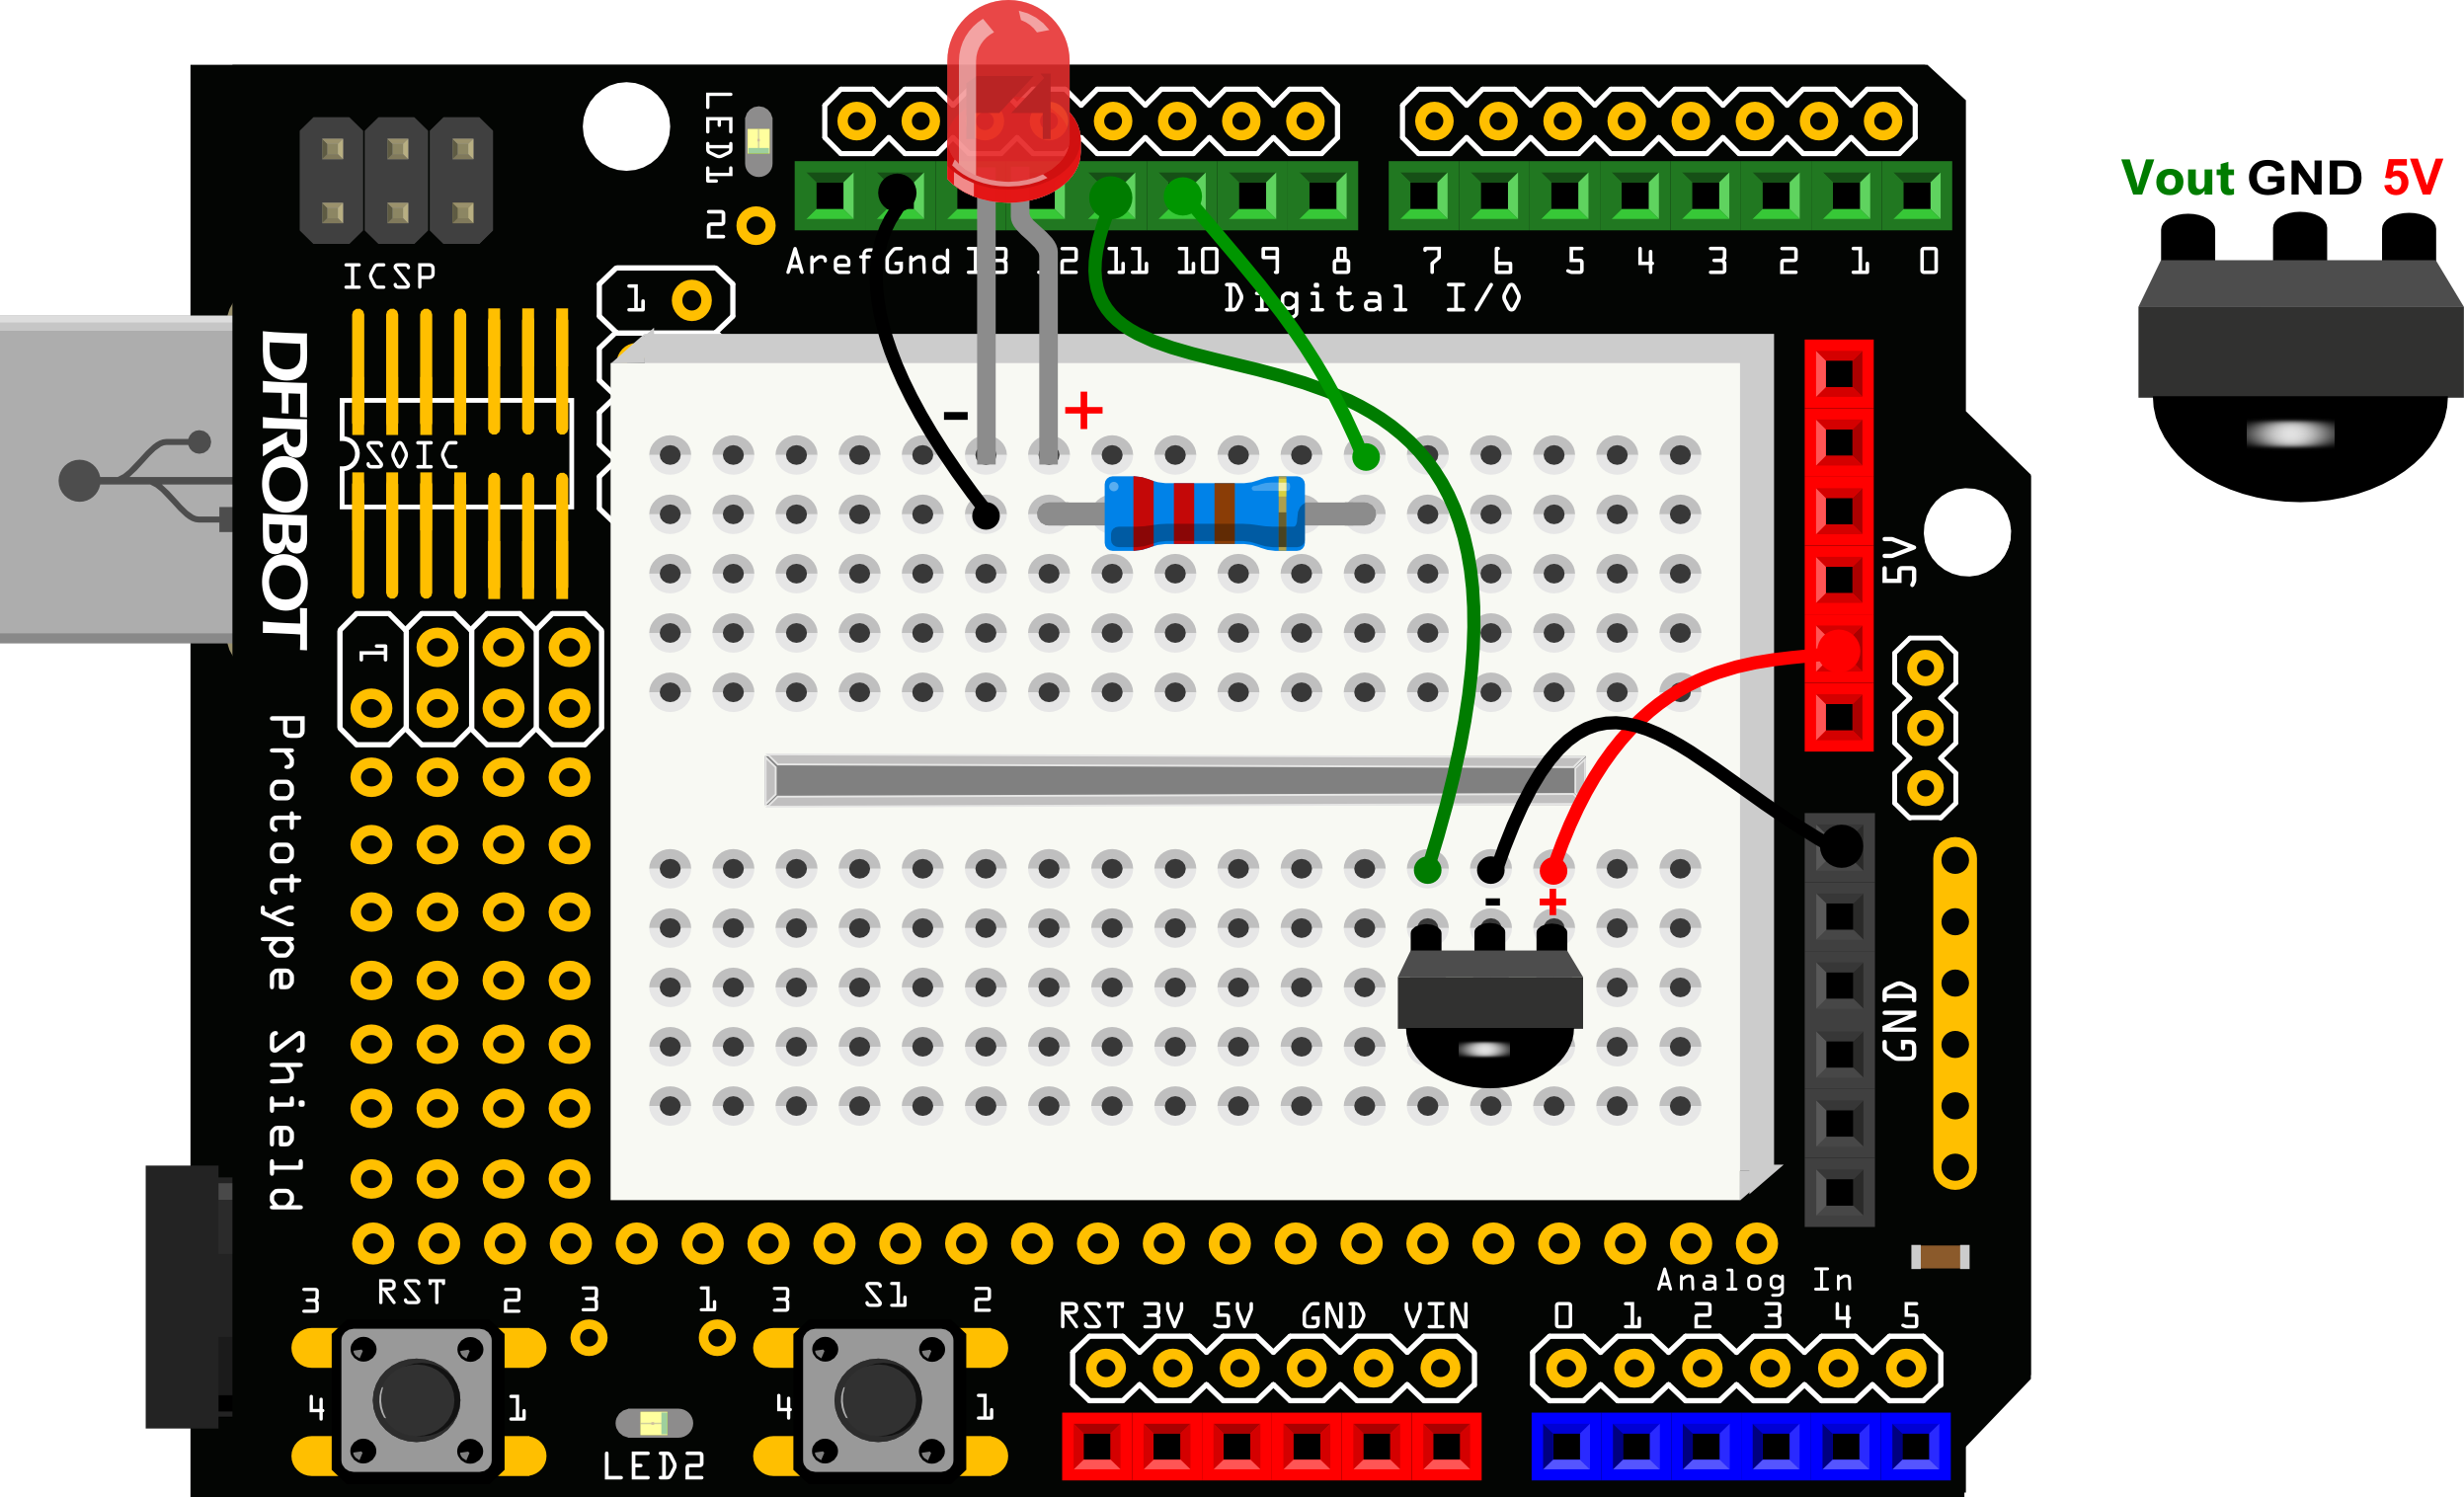 LED1
2
ICSP
1
Aref Gnd 13 12 11 10 9 8 7 6 5 4 3 2 1 0
Digital I/O
Vout GND 5V
DFROBOT
SOIC
- +
5V
1
Prototype Shield
- +
GND
Analog In
3 RST 2 3 1 3 S1 2
RST 3V 5V GND VIN 0 1 2 3 4 5
4 1 4 1
LED2